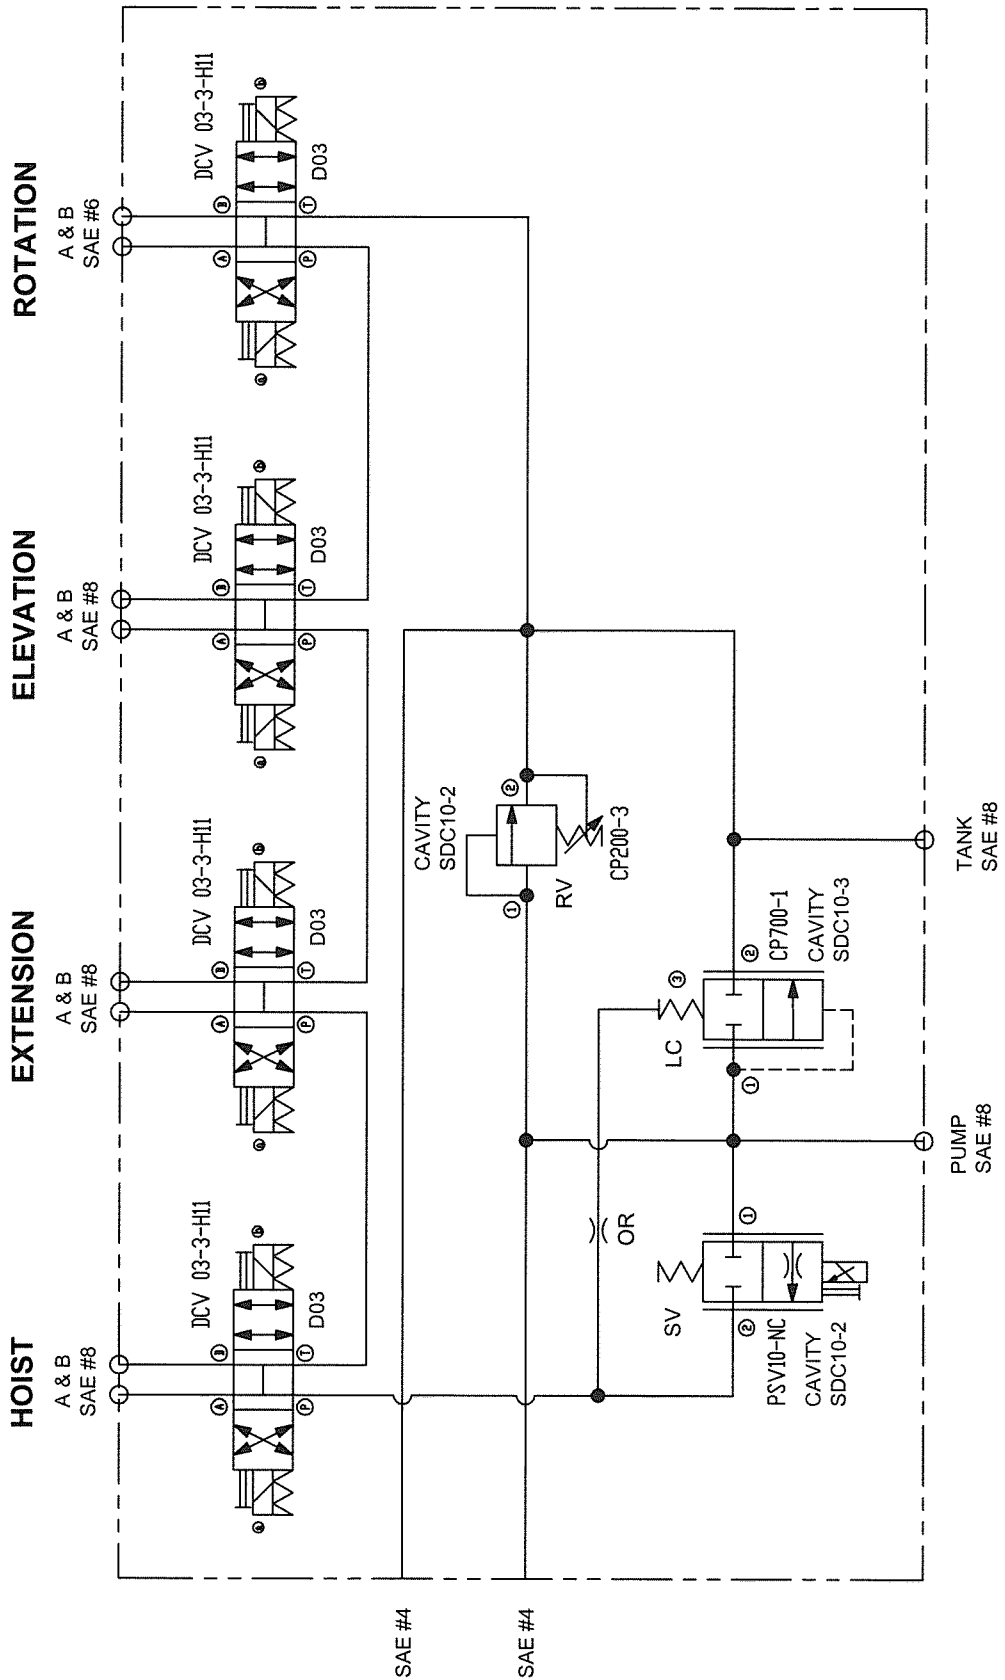 HOIST
A & B
SAE #8
DCV 03-3-H11
A
B
P
T
a
b
D03
EXTENSION
A & B
SAE #8
DCV 03-3-H11
A
B
P
T
a
b
D03
ELEVATION
A & B
SAE #8
DCV 03-3-H11
A
B
P
T
a
b
D03
ROTATION
A & B
SAE #6
DCV 03-3-H11
A
B
P
T
a
b
D03
SAE #4
SAE #4
CAVITY
SDC10-2
1
2
RV
CP200-3
OR
LC
3
1
2
CP700-1
CAVITY
SDC10-3
SV
2
1
PSV10-NC
CAVITY
SDC10-2
PUMP
SAE #8
TANK
SAE #8